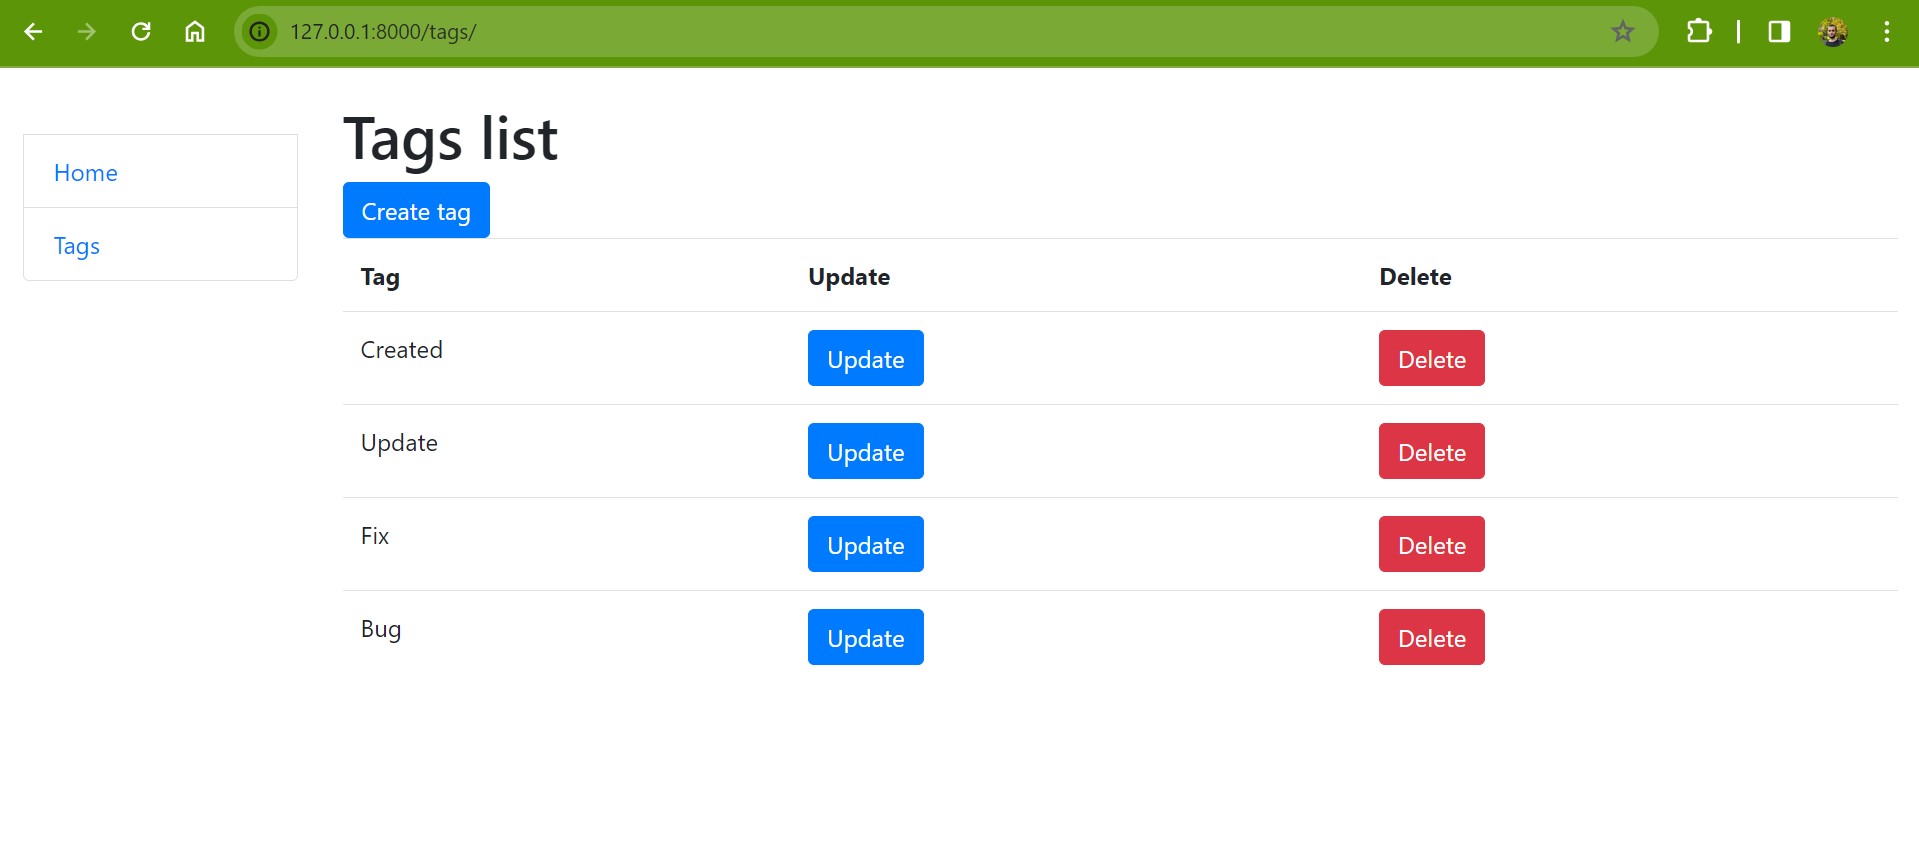 127.0.0.1:8000/tags/
Home
Tags
Tags list
Create tag
Tag Update Delete
Created Update Delete
Update Update Delete
Fix Update Delete
Bug Update Delete